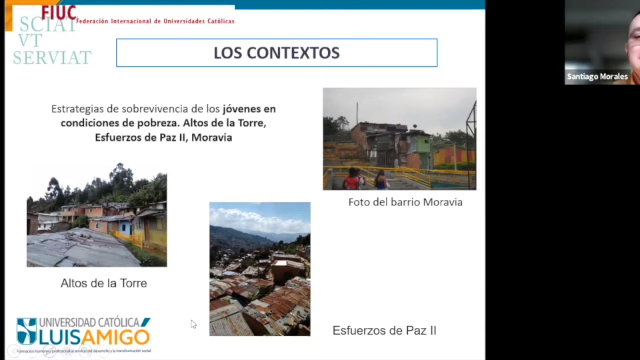 FIUC
Federación Internacional de Universidades Católicas
SCIAT
VT
SERVIAT
LOS CONTEXTOS
Santiago Morales
Estrategias de sobrevivencia de los jóvenes en
condiciones de pobreza. Altos de la Torre,
Esfuerzos de Paz II, Moravia
Foto del barrio Moravia
Altos de la Torre
Esfuerzos de Paz II
UNIVERSIDAD CATÓLICA
LUIS AMIGÓ